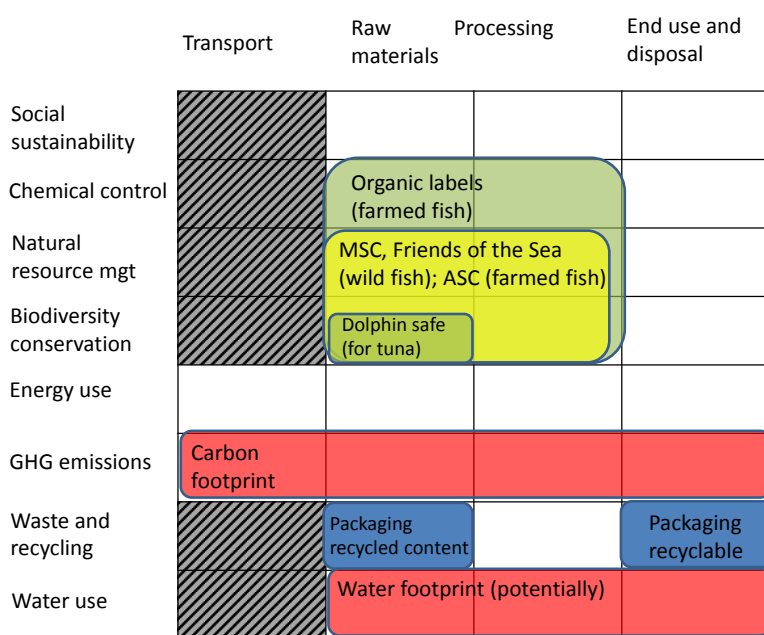 Transport
Raw
materials
Processing
End use and
disposal
Social
sustainability
Chemical control
Organic labels
(farmed fish)
Natural
resource mgt
MSC, Friends of the Sea
(wild fish); ASC (farmed fish)
Biodiversity
conservation
Dolphin safe
(for tuna)
Energy use
GHG emissions
Carbon
footprint
Waste and
recycling
Packaging
recycled content
Packaging
recyclable
Water use
Water footprint (potentially)